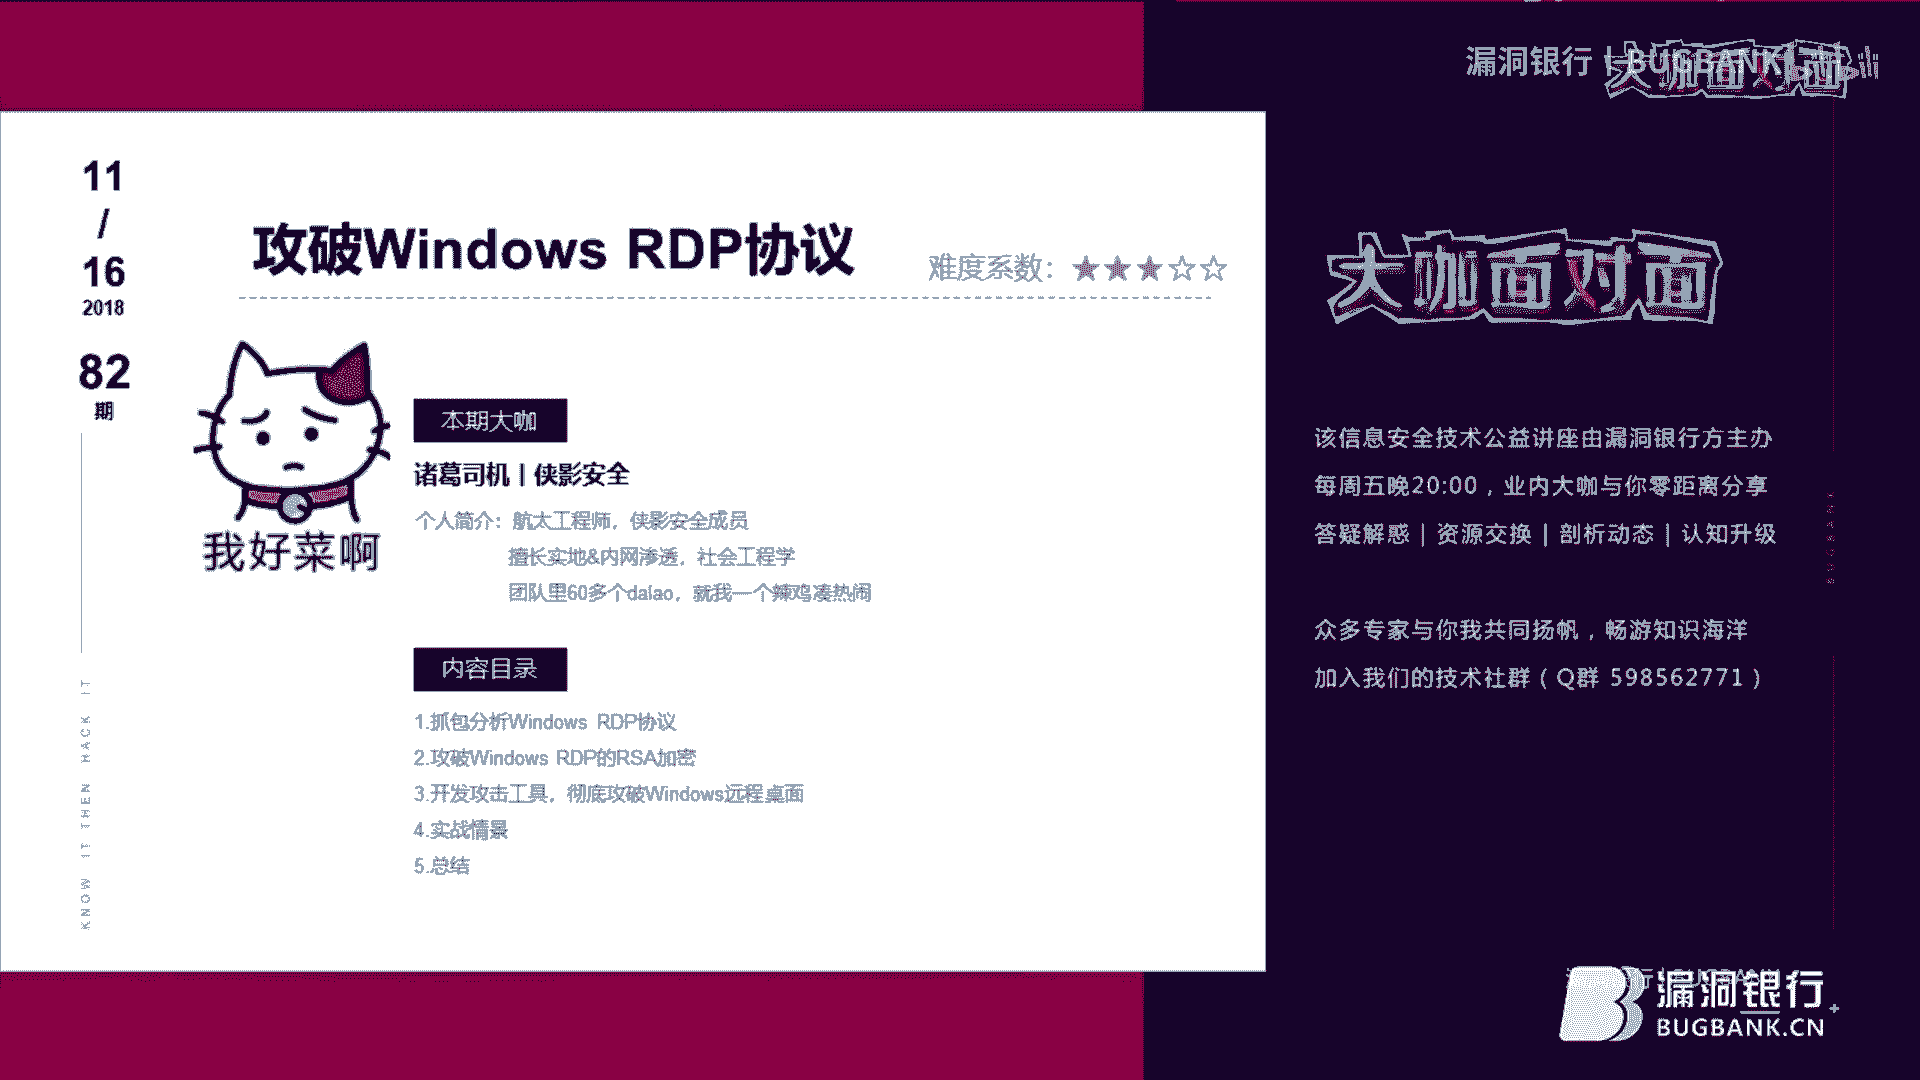 漏洞银行 | BUGBANK
大咖面对面
11
/
16
2018
82
期
攻破Windows RDP协议
难度系数：★★★☆☆
我好菜啊
本期大咖
诸葛司机 | 侠影安全
个人简介：航太工程师，侠影安全成员
擅长实地&内网渗透，社会工程学
团队里60多个dalao，就我一个辣鸡凑热闹
内容目录
1.抓包分析Windows RDP协议
2.攻破Windows RDP的RSA加密
3.开发攻击工具，彻底攻破Windows远程桌面
4.实战情景
5.总结
KNOW IT THEN HACK IT
大咖面对面
该信息安全技术公益讲座由漏洞银行方主办
每周五晚20:00，业内大咖与你零距离分享
答疑解惑 | 资源交换 | 剖析动态 | 认知升级
众多专家与你我共同扬帆，畅游知识海洋
加入我们的技术社群（Q群 598562771）
漏洞银行
BUGBANK.CN